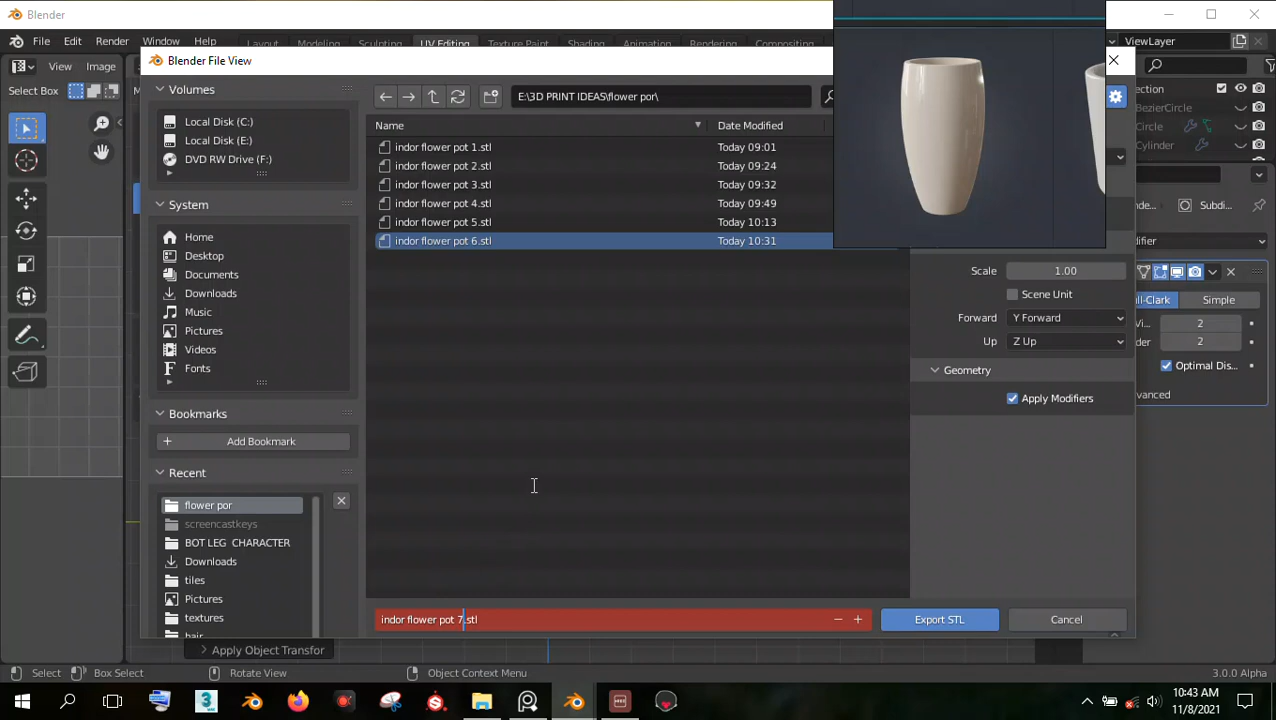 Blender
File Edit Render Window Help Layout Modeling Sculpting UV Editing Texture Paint Shading Animation Rendering Compositing ViewLayer
View Image
Blender File View
Select Box
Volumes
Local Disk (C:)
Local Disk (E:)
DVD RW Drive (F:)
System
Home
Desktop
Documents
Downloads
Music
Pictures
Videos
Fonts
Bookmarks
Add Bookmark
Recent
flower por
screencastkeys
BOT LEG CHARACTER
Downloads
tiles
Pictures
textures
hair
E:\3D PRINT IDEAS\flower por\
Name Date Modified
indor flower pot 1.stl Today 09:01
indor flower pot 2.stl Today 09:24
indor flower pot 3.stl Today 09:32
indor flower pot 4.stl Today 09:49
indor flower pot 5.stl Today 10:13
indor flower pot 6.stl Today 10:31
Scale 1.00
Scene Unit
Forward Y Forward
Up Z Up
Geometry
Apply Modifiers
BezierCircle
Circle
Cylinder
Subdi...
Simple
2
2
Optimal Dis...
indor flower pot 7.stl
Export STL Cancel
Apply Object Transfor
Select Box Select Rotate View Object Context Menu 3.0.0 Alpha
10:43 AM
11/8/2021